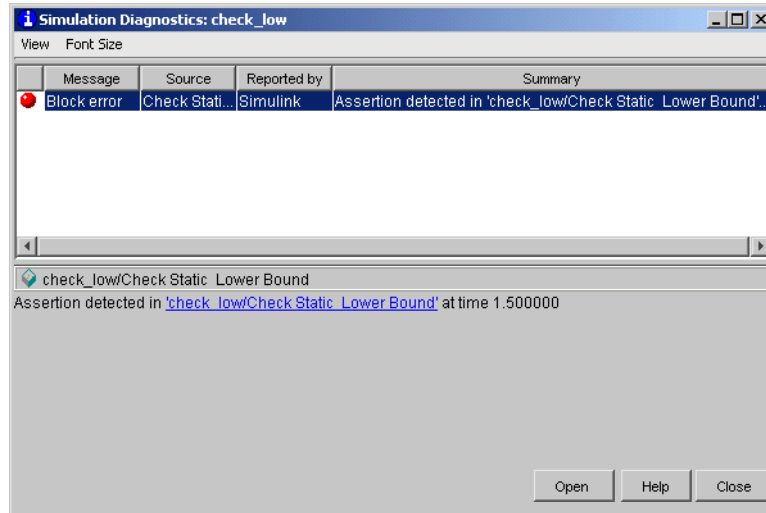 Simulation Diagnostics: check_low
View Font Size
Message Source Reported by Summary
Block error Check Stati... Simulink Assertion detected in 'check_low/Check Static Lower Bound'..
check_low/Check Static Lower Bound
Assertion detected in 'check_low/Check Static Lower Bound' at time 1.500000
Open Help Close